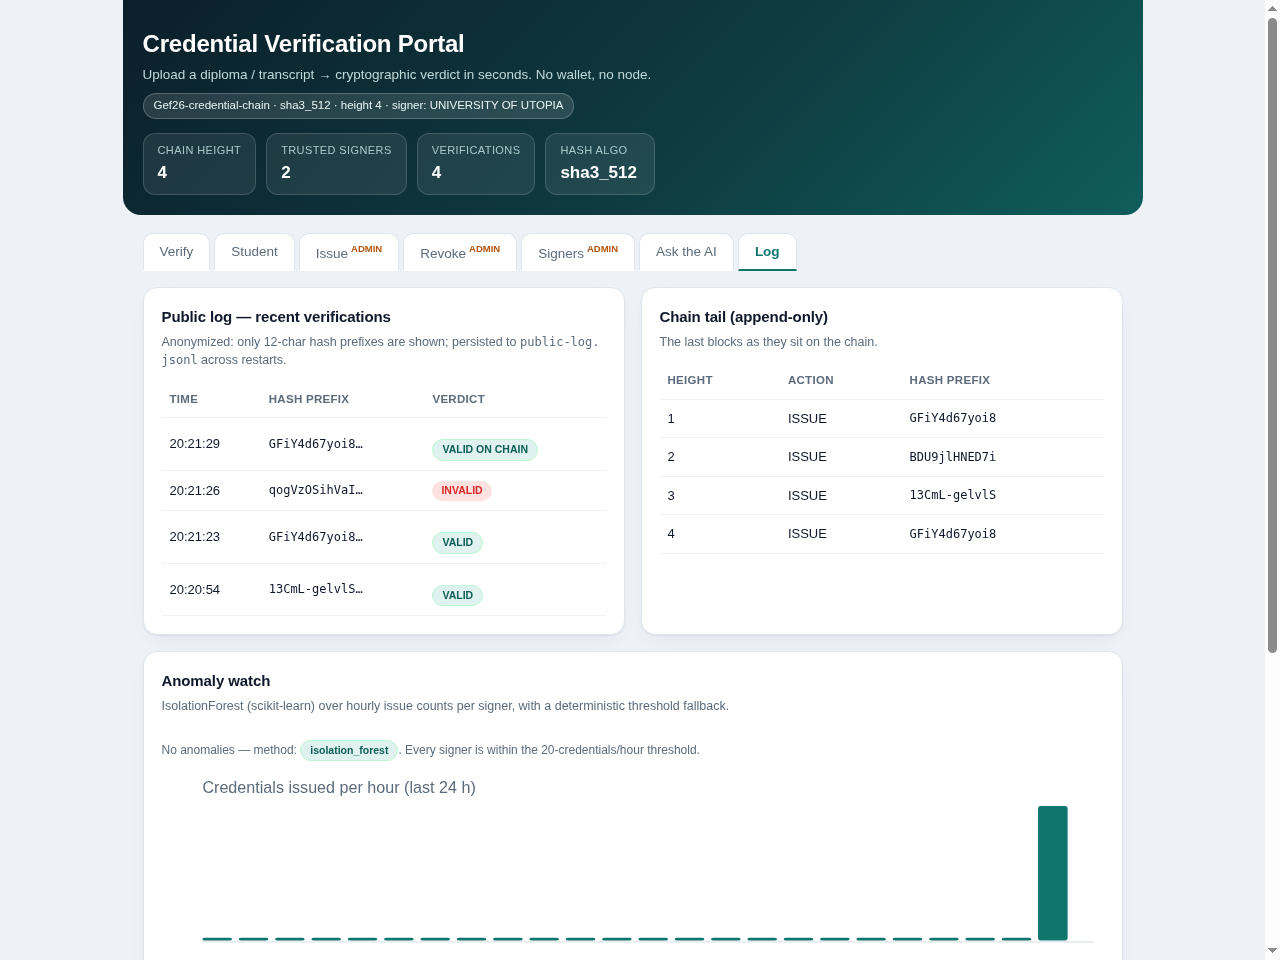 Credential Verification Portal
Upload a diploma / transcript → cryptographic verdict in seconds. No wallet, no node.
Gef26-credential-chain · sha3_512 · height 4 · signer: UNIVERSITY OF UTOPIA
CHAIN HEIGHT
4
TRUSTED SIGNERS
2
VERIFICATIONS
4
HASH ALGO
sha3_512
Verify
Student
Issue ADMIN
Revoke ADMIN
Signers ADMIN
Ask the AI
Log
Public log — recent verifications
Anonymized: only 12-char hash prefixes are shown; persisted to public-log.
jsonl across restarts.
TIME HASH PREFIX VERDICT
20:21:29 GFiY4d67yoi8… VALID ON CHAIN
20:21:26 qogVzOSihVaI… INVALID
20:21:23 GFiY4d67yoi8… VALID
20:20:54 13CmL-gelvlS… VALID
Chain tail (append-only)
The last blocks as they sit on the chain.
HEIGHT ACTION HASH PREFIX
1 ISSUE GFiY4d67yoi8
2 ISSUE BDU9jlHNED7i
3 ISSUE 13CmL-gelvlS
4 ISSUE GFiY4d67yoi8
Anomaly watch
IsolationForest (scikit-learn) over hourly issue counts per signer, with a deterministic threshold fallback.
No anomalies — method: isolation_forest. Every signer is within the 20-credentials/hour threshold.
Credentials issued per hour (last 24 h)